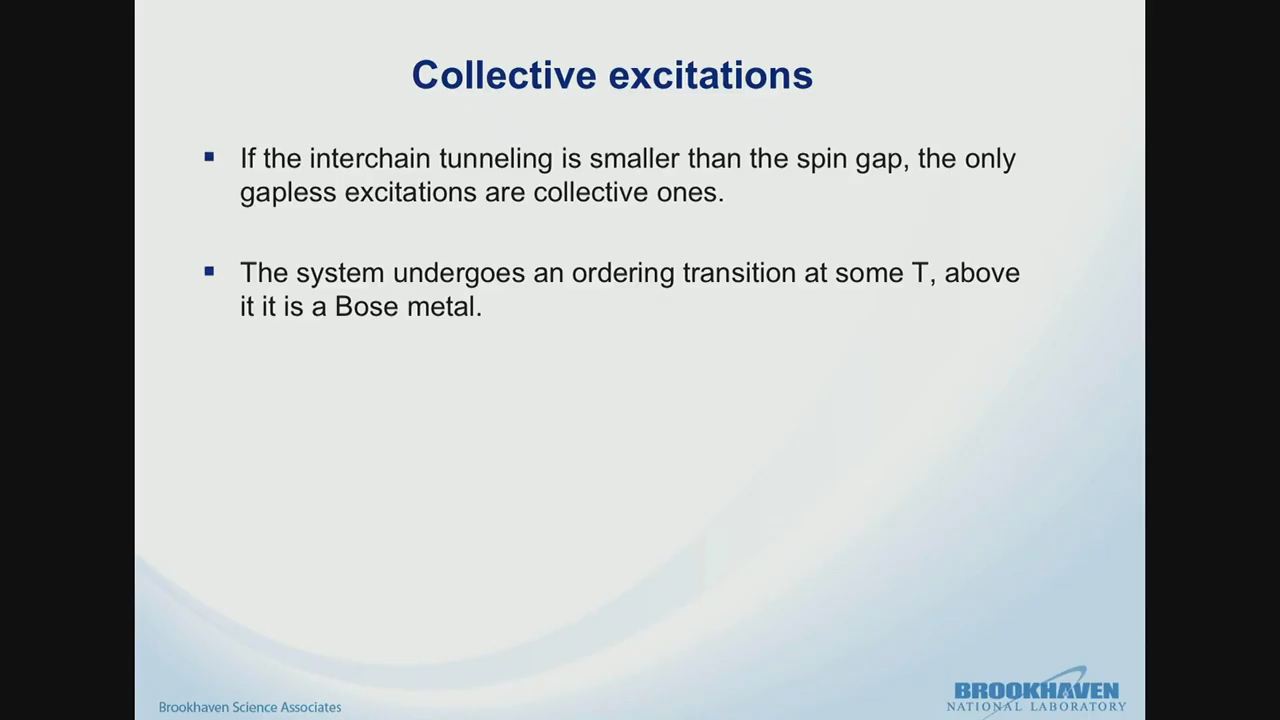 Collective excitations
If the interchain tunneling is smaller than the spin gap, the only
gapless excitations are collective ones.
The system undergoes an ordering transition at some T, above
it it is a Bose metal.
Brookhaven Science Associates
BROOKHAVEN
NATIONAL LABORATORY